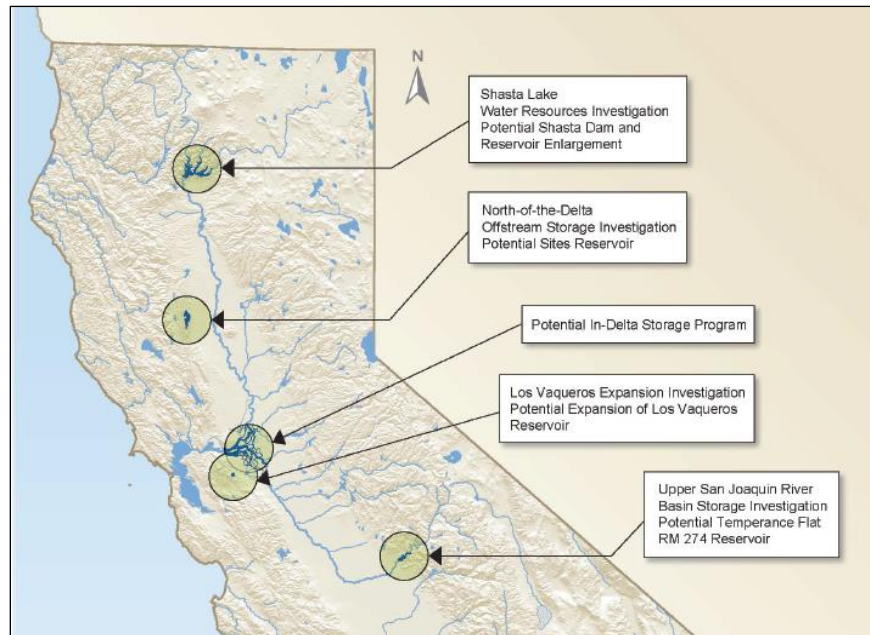 N
Shasta Lake
Water Resources Investigation
Potential Shasta Dam and
Reservoir Enlargement
North-of-the-Delta
Offstream Storage Investigation
Potential Sites Reservoir
Potential In-Delta Storage Program
Los Vaqueros Expansion Investigation
Potential Expansion of Los Vaqueros
Reservoir
Upper San Joaquin River
Basin Storage Investigation
Potential Temperance Flat
RM 274 Reservoir